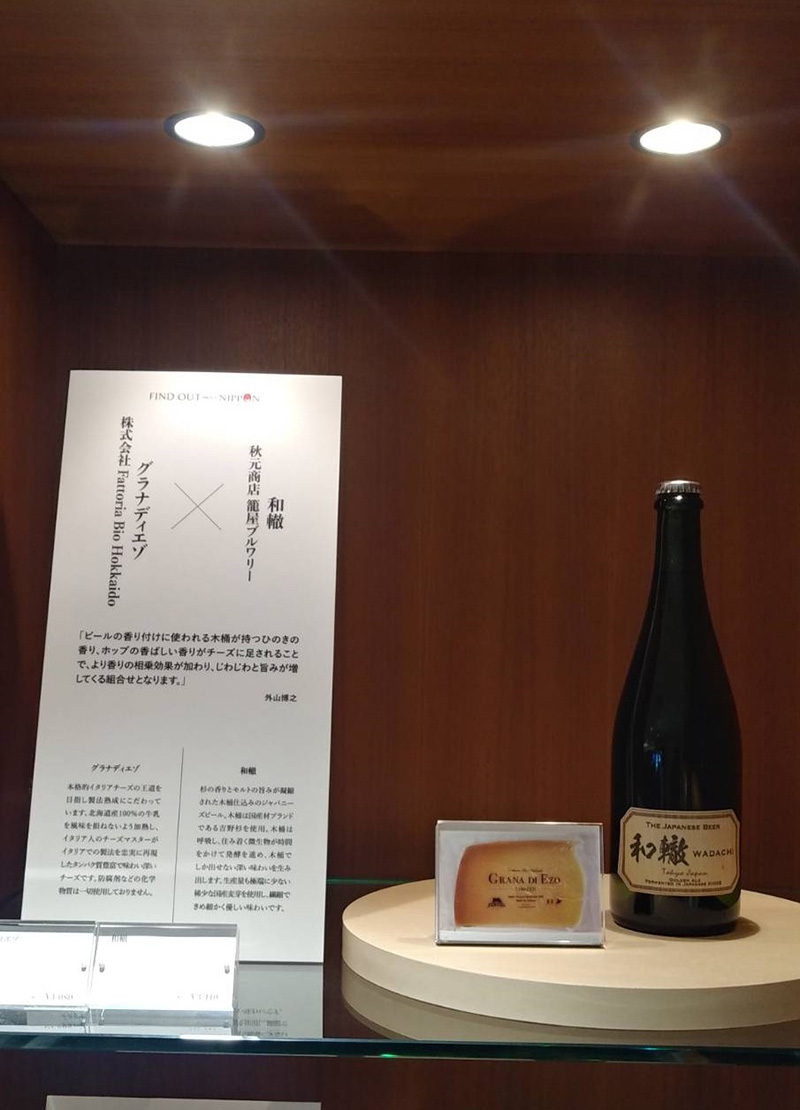 FIND OUT NIPPON
和轍
秋元商店 籠屋ブルワリー
グラナディエゾ
株式会社 Fattoria Bio Hokkaido
「ビールの香り付けに使われる木桶が持つひのきの
香り、ホップの香ばしい香りがチーズに足されること
で、より香りの相乗効果が加わり、じわじわと旨みが増
してくる組合せとなります。」
外山博之
グラナディエゾ
本格的イタリアチーズの王道を
目指し製法熟成にこだわって
います。北海道産100%の牛乳
を風味を損ねないよう加熱し、
イタリア人のチーズマスターが
イタリアでの製法を忠実に再現
したタンパク質豊富で味わい深い
チーズです。防腐剤などの化学
物質は一切使用しておりません。
和轍
杉の香りとモルトの旨みが凝縮
された木桶仕込みのジャパニー
ズビール。木桶は国産材ブランド
である吉野杉を使用。木桶は
呼吸し、住み着く微生物が時間
をかけて発酵を進め、木桶で
しか出せない深い味わいを生み
出します。生産量も極端に少ない
稀少な国産麦芽を使用し、繊細で
きめ細かく優しい味わいです。
エゾ
和轍
GRANA DI EZO
THE JAPANESE BEER
和轍 WADACHI
Tokyo Japan
GOLDEN ALE
FERMENTED IN JAPANESE CEDAR